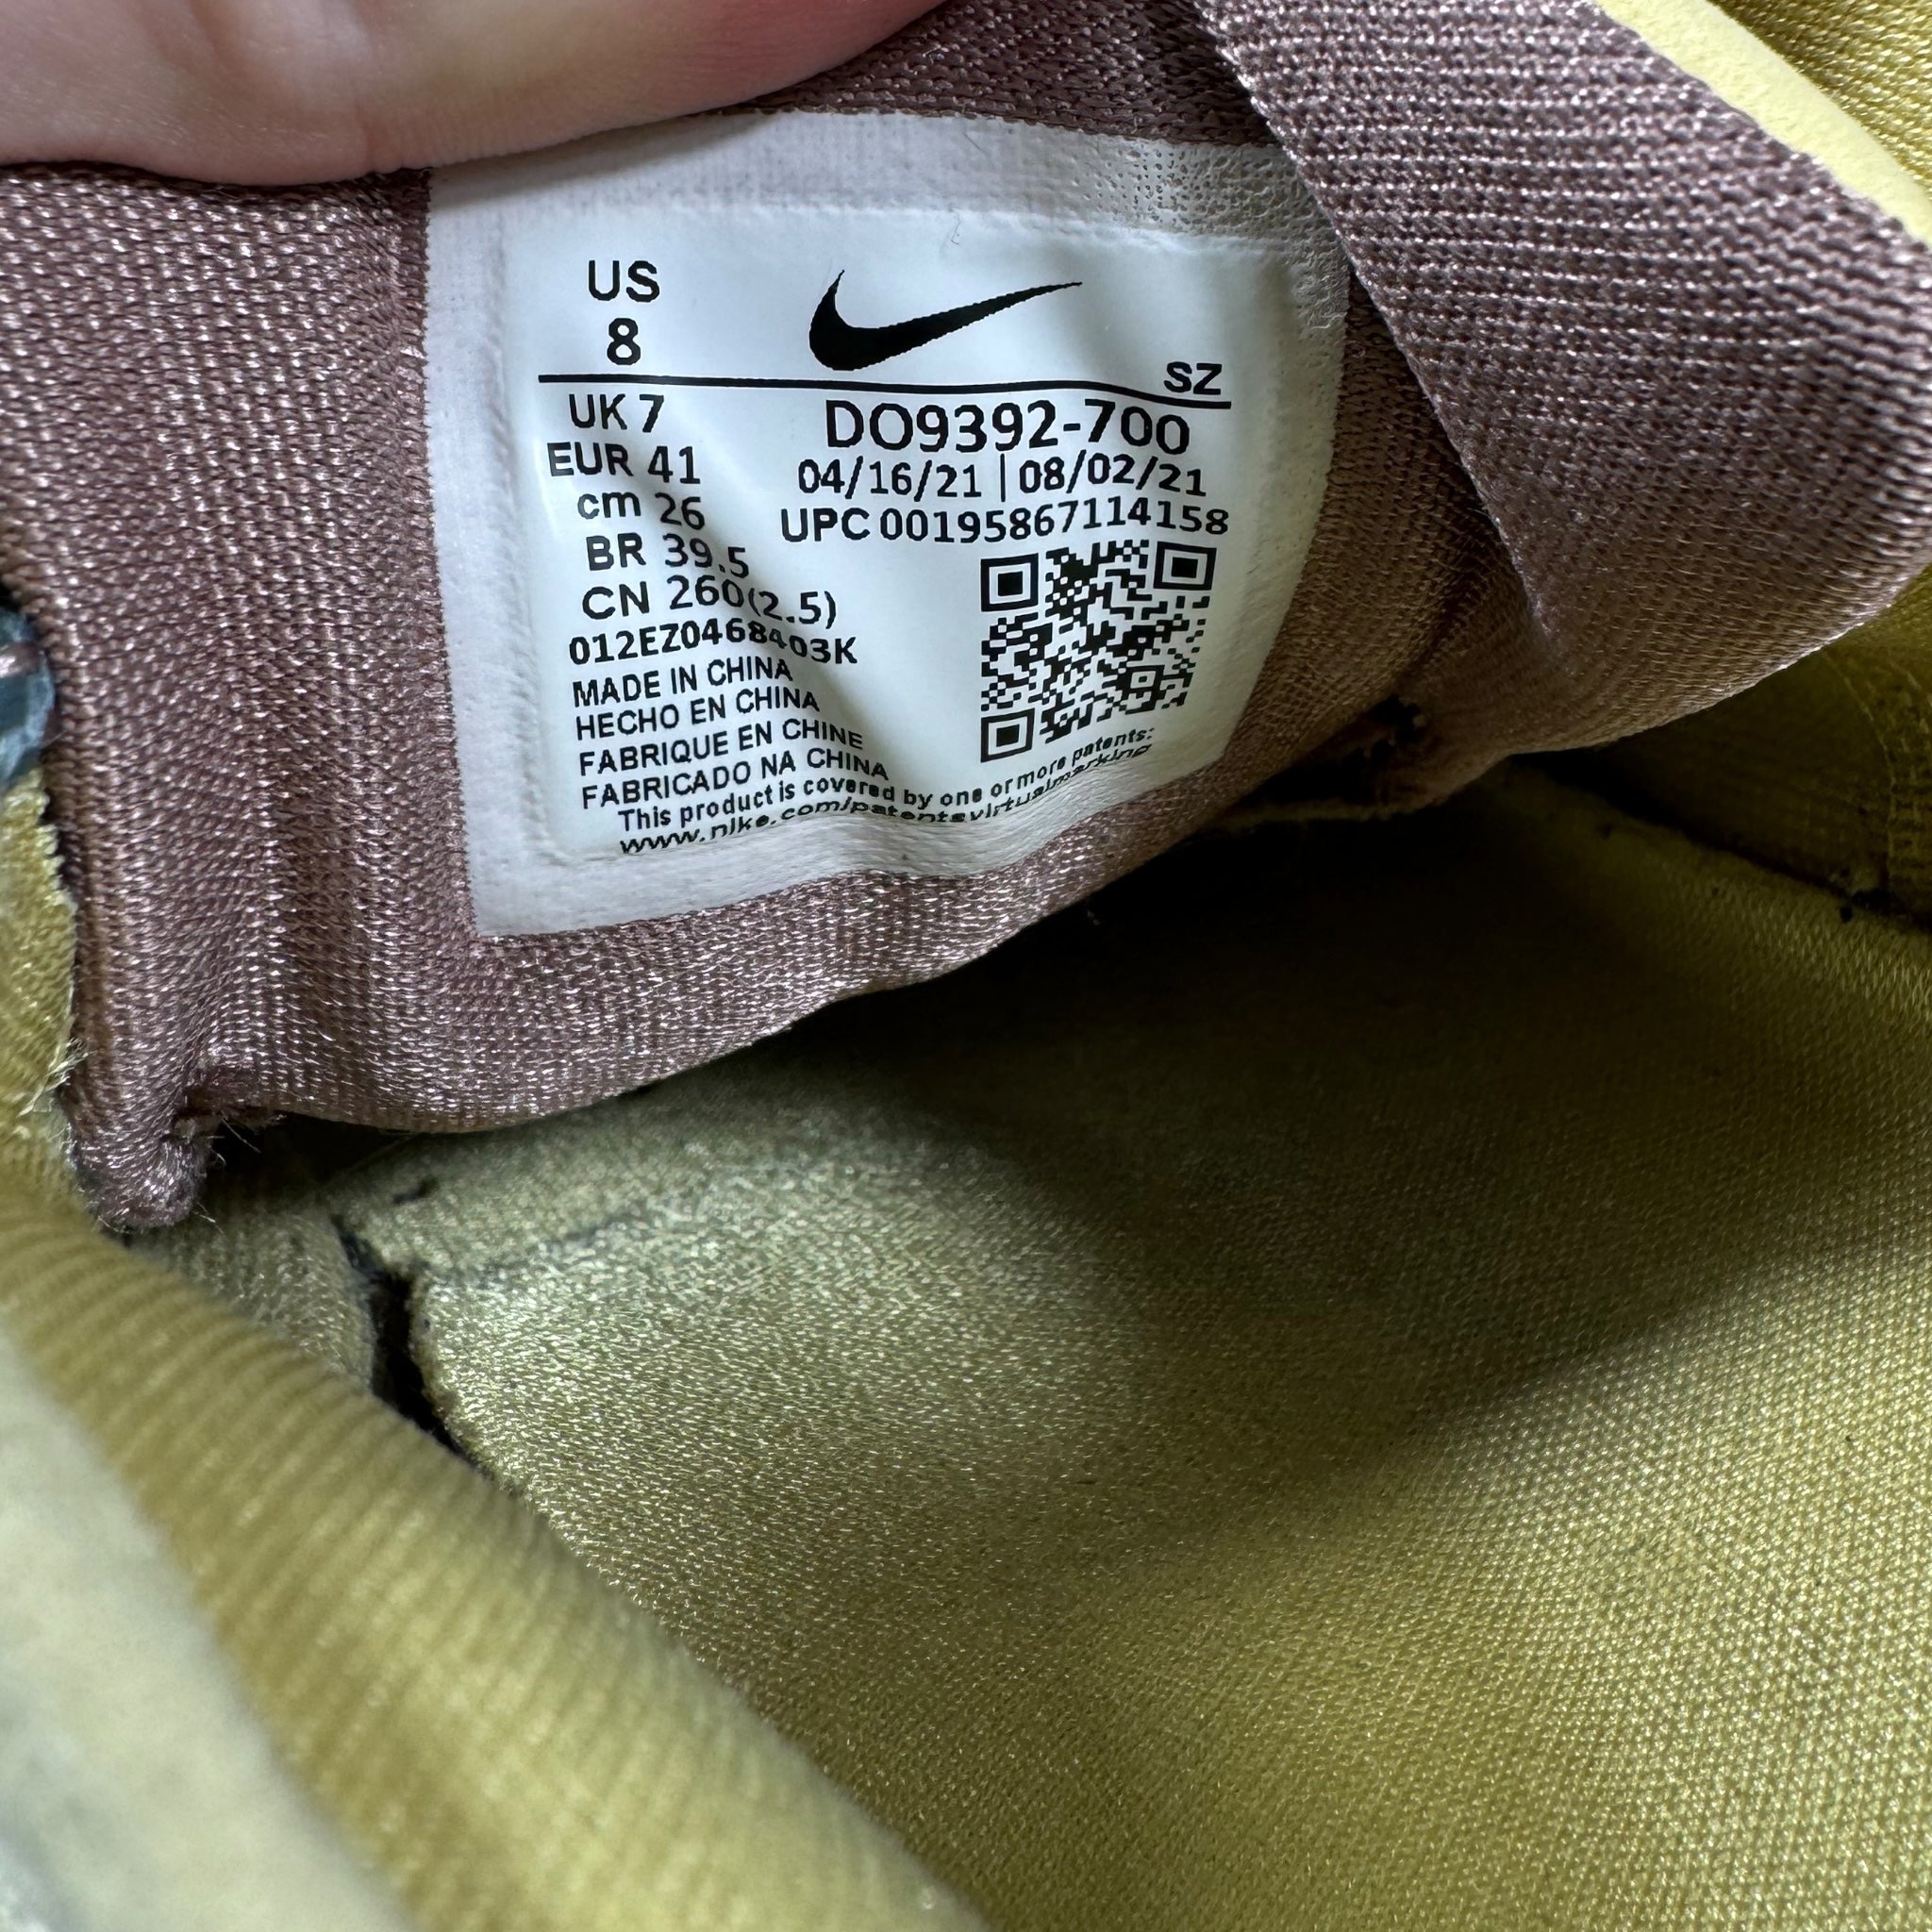 US
8
SZ
UK 7
DO9392-700
EUR 41
04/16/21 | 08/02/21
cm 26
UPC 00195867114158
BR 39.5
CN 260(2.5)
012EZ0468403K
MADE IN CHINA
HECHO EN CHINA
FABRIQUE EN CHINE
FABRICADO NA CHINA
This product is covered by one or more patents:
www.nike.com/patentsvirtualmarking